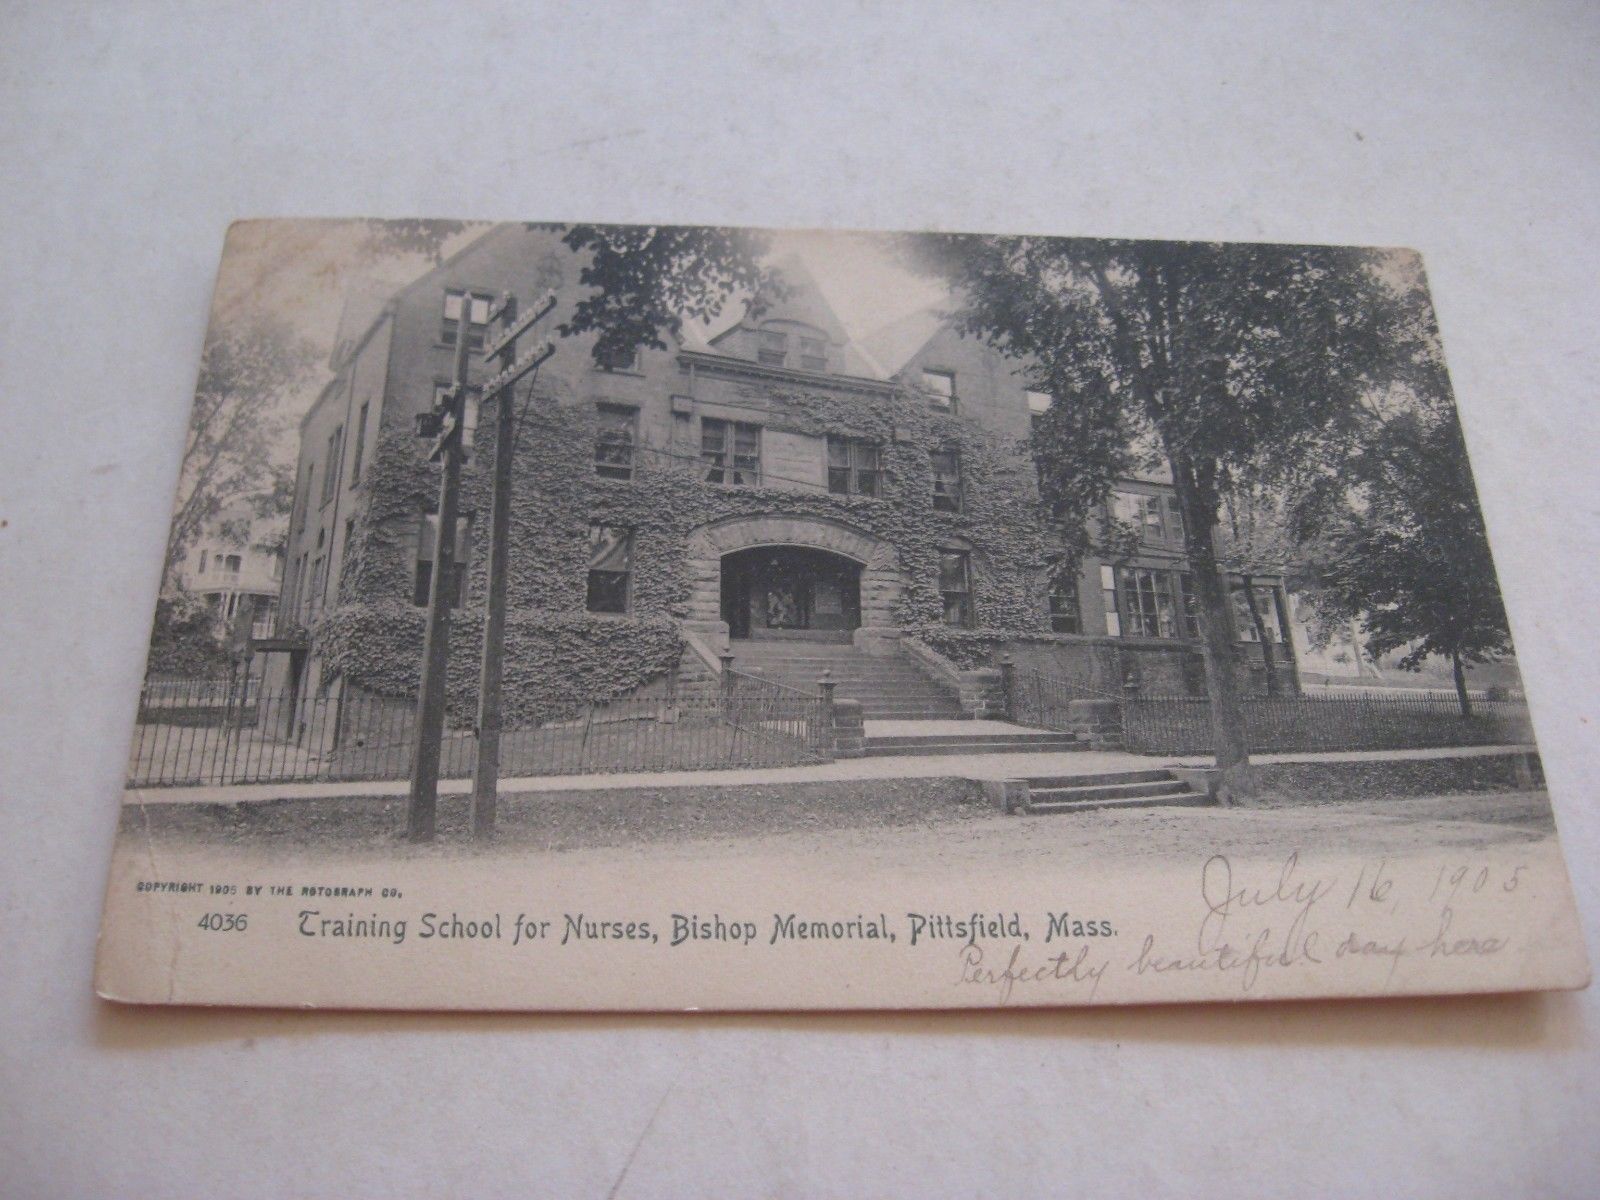 COPYRIGHT 1905 BY THE ROTOGRAPH CO.
4036 Training School for Nurses, Bishop Memorial, Pittsfield, Mass.
July 16, 1905
Perfectly beautiful day here